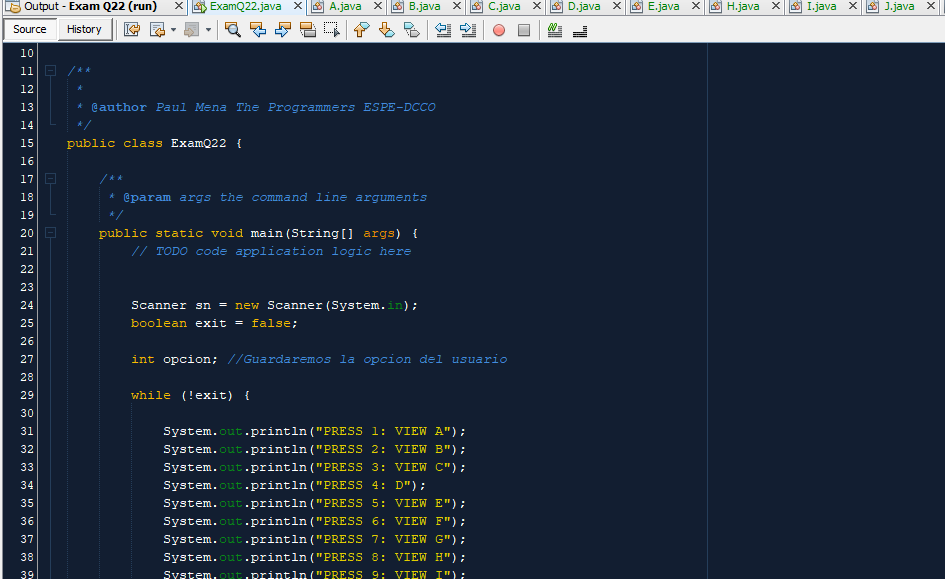 Output - Exam Q22 (run) ExamQ22.java A.java B.java C.java D.java E.java H.java I.java J.java
Source History
10
11 /**
12 *
13 * @author Paul Mena The Programmers ESPE-DCCO
14 */
15 public class ExamQ22 {
16
17 /**
18 * @param args the command line arguments
19 */
20 public static void main(String[] args) {
21 // TODO code application logic here
22
23
24 Scanner sn = new Scanner(System.in);
25 boolean exit = false;
26
27 int opcion; //Guardaremos la opcion del usuario
28
29 while (!exit) {
30
31 System.out.println("PRESS 1: VIEW A");
32 System.out.println("PRESS 2: VIEW B");
33 System.out.println("PRESS 3: VIEW C");
34 System.out.println("PRESS 4: D");
35 System.out.println("PRESS 5: VIEW E");
36 System.out.println("PRESS 6: VIEW F");
37 System.out.println("PRESS 7: VIEW G");
38 System.out.println("PRESS 8: VIEW H");
39 System.out.println("PRESS 9: VIEW I");